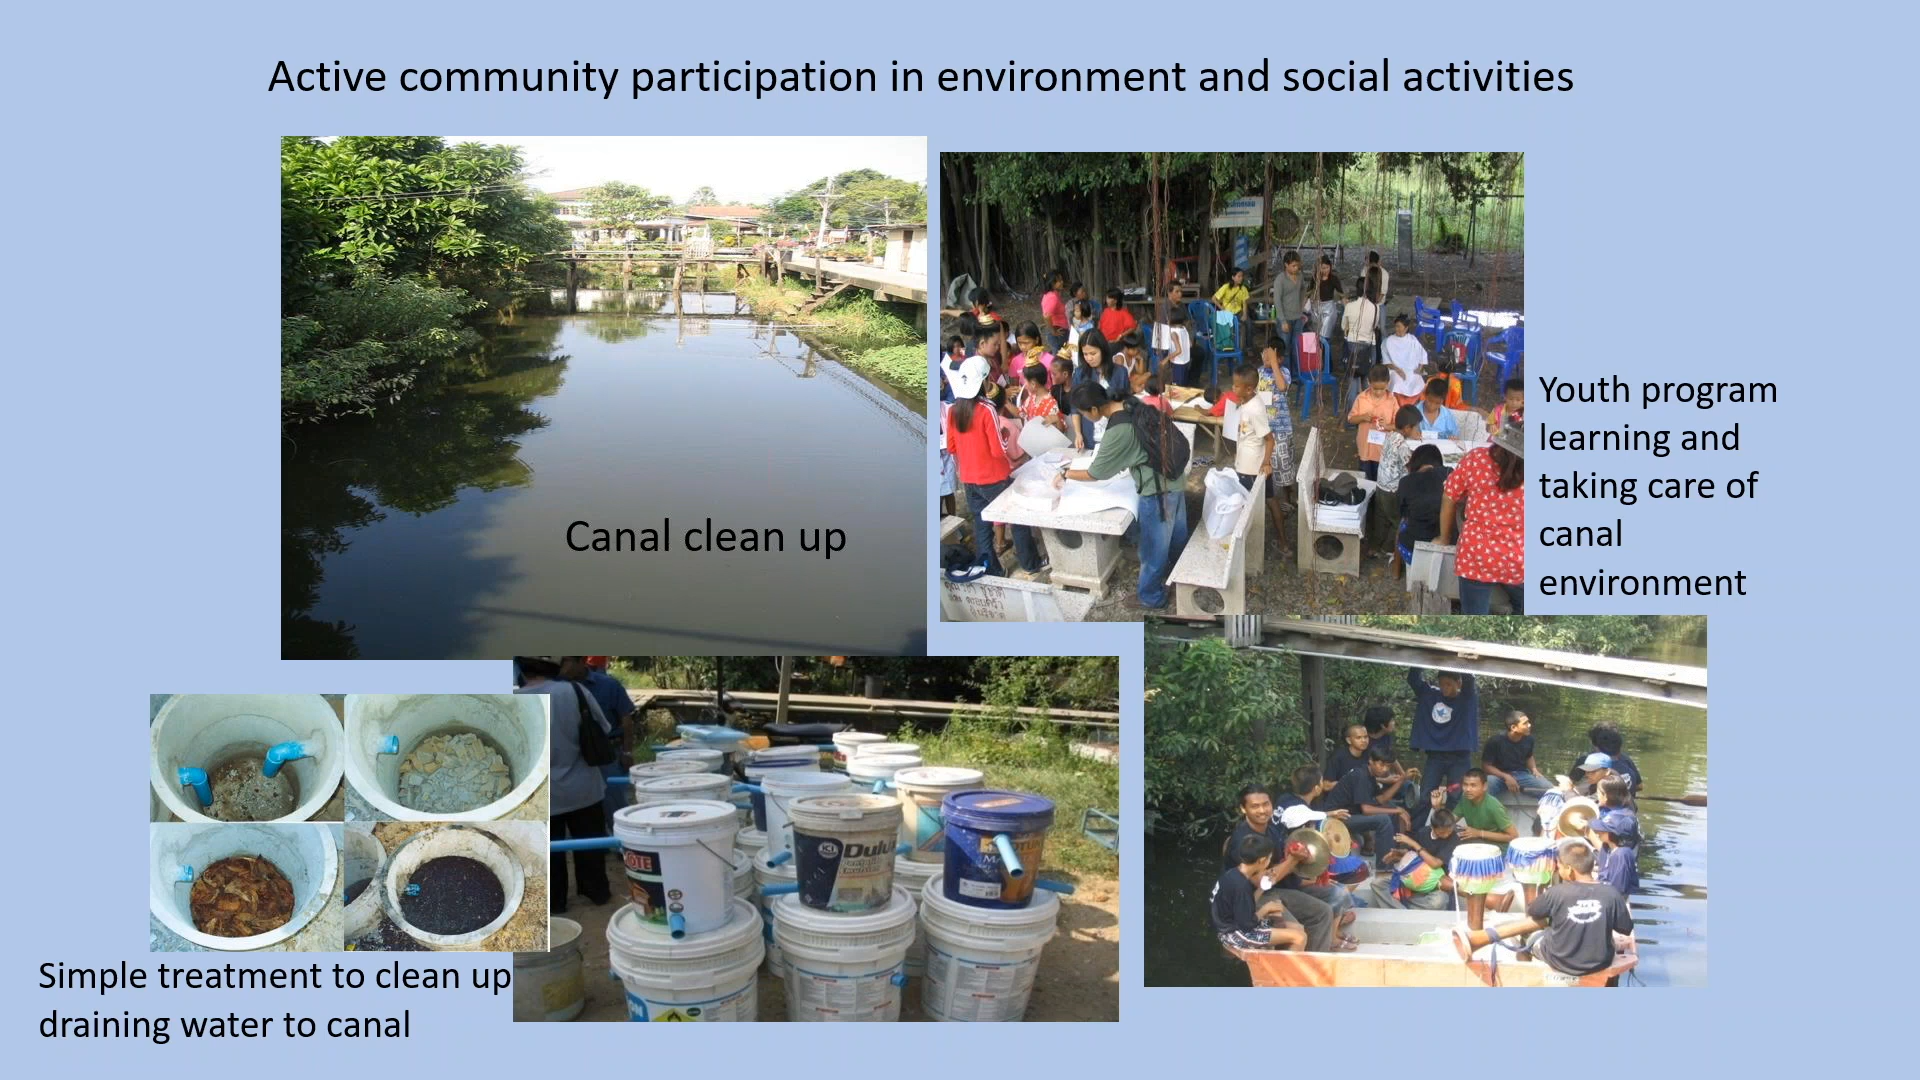 Active community participation in environment and social activities
Canal clean up
Youth program
learning and
taking care of
canal
environment
Simple treatment to clean up
draining water to canal
Dulu